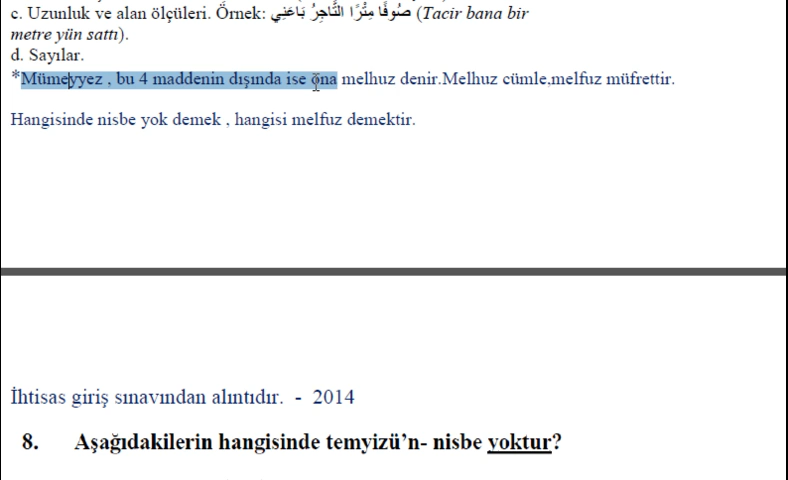 c. Uzunluk ve alan ölçüleri. Örnek: صُوفًا مِتْرًا التَّاجِرُ بَاعَنِي (Tacir bana bir
metre yün sattı).
d. Sayılar.
*Mümeyyez , bu 4 maddenin dışında ise ona melhuz denir.Melhuz cümle,melfuz müfrettir.
Hangisinde nisbe yok demek , hangisi melfuz demektir.
İhtisas giriş sınavından alıntıdır. - 2014
8. Aşağıdakilerin hangisinde temyizü’n- nisbe yoktur?